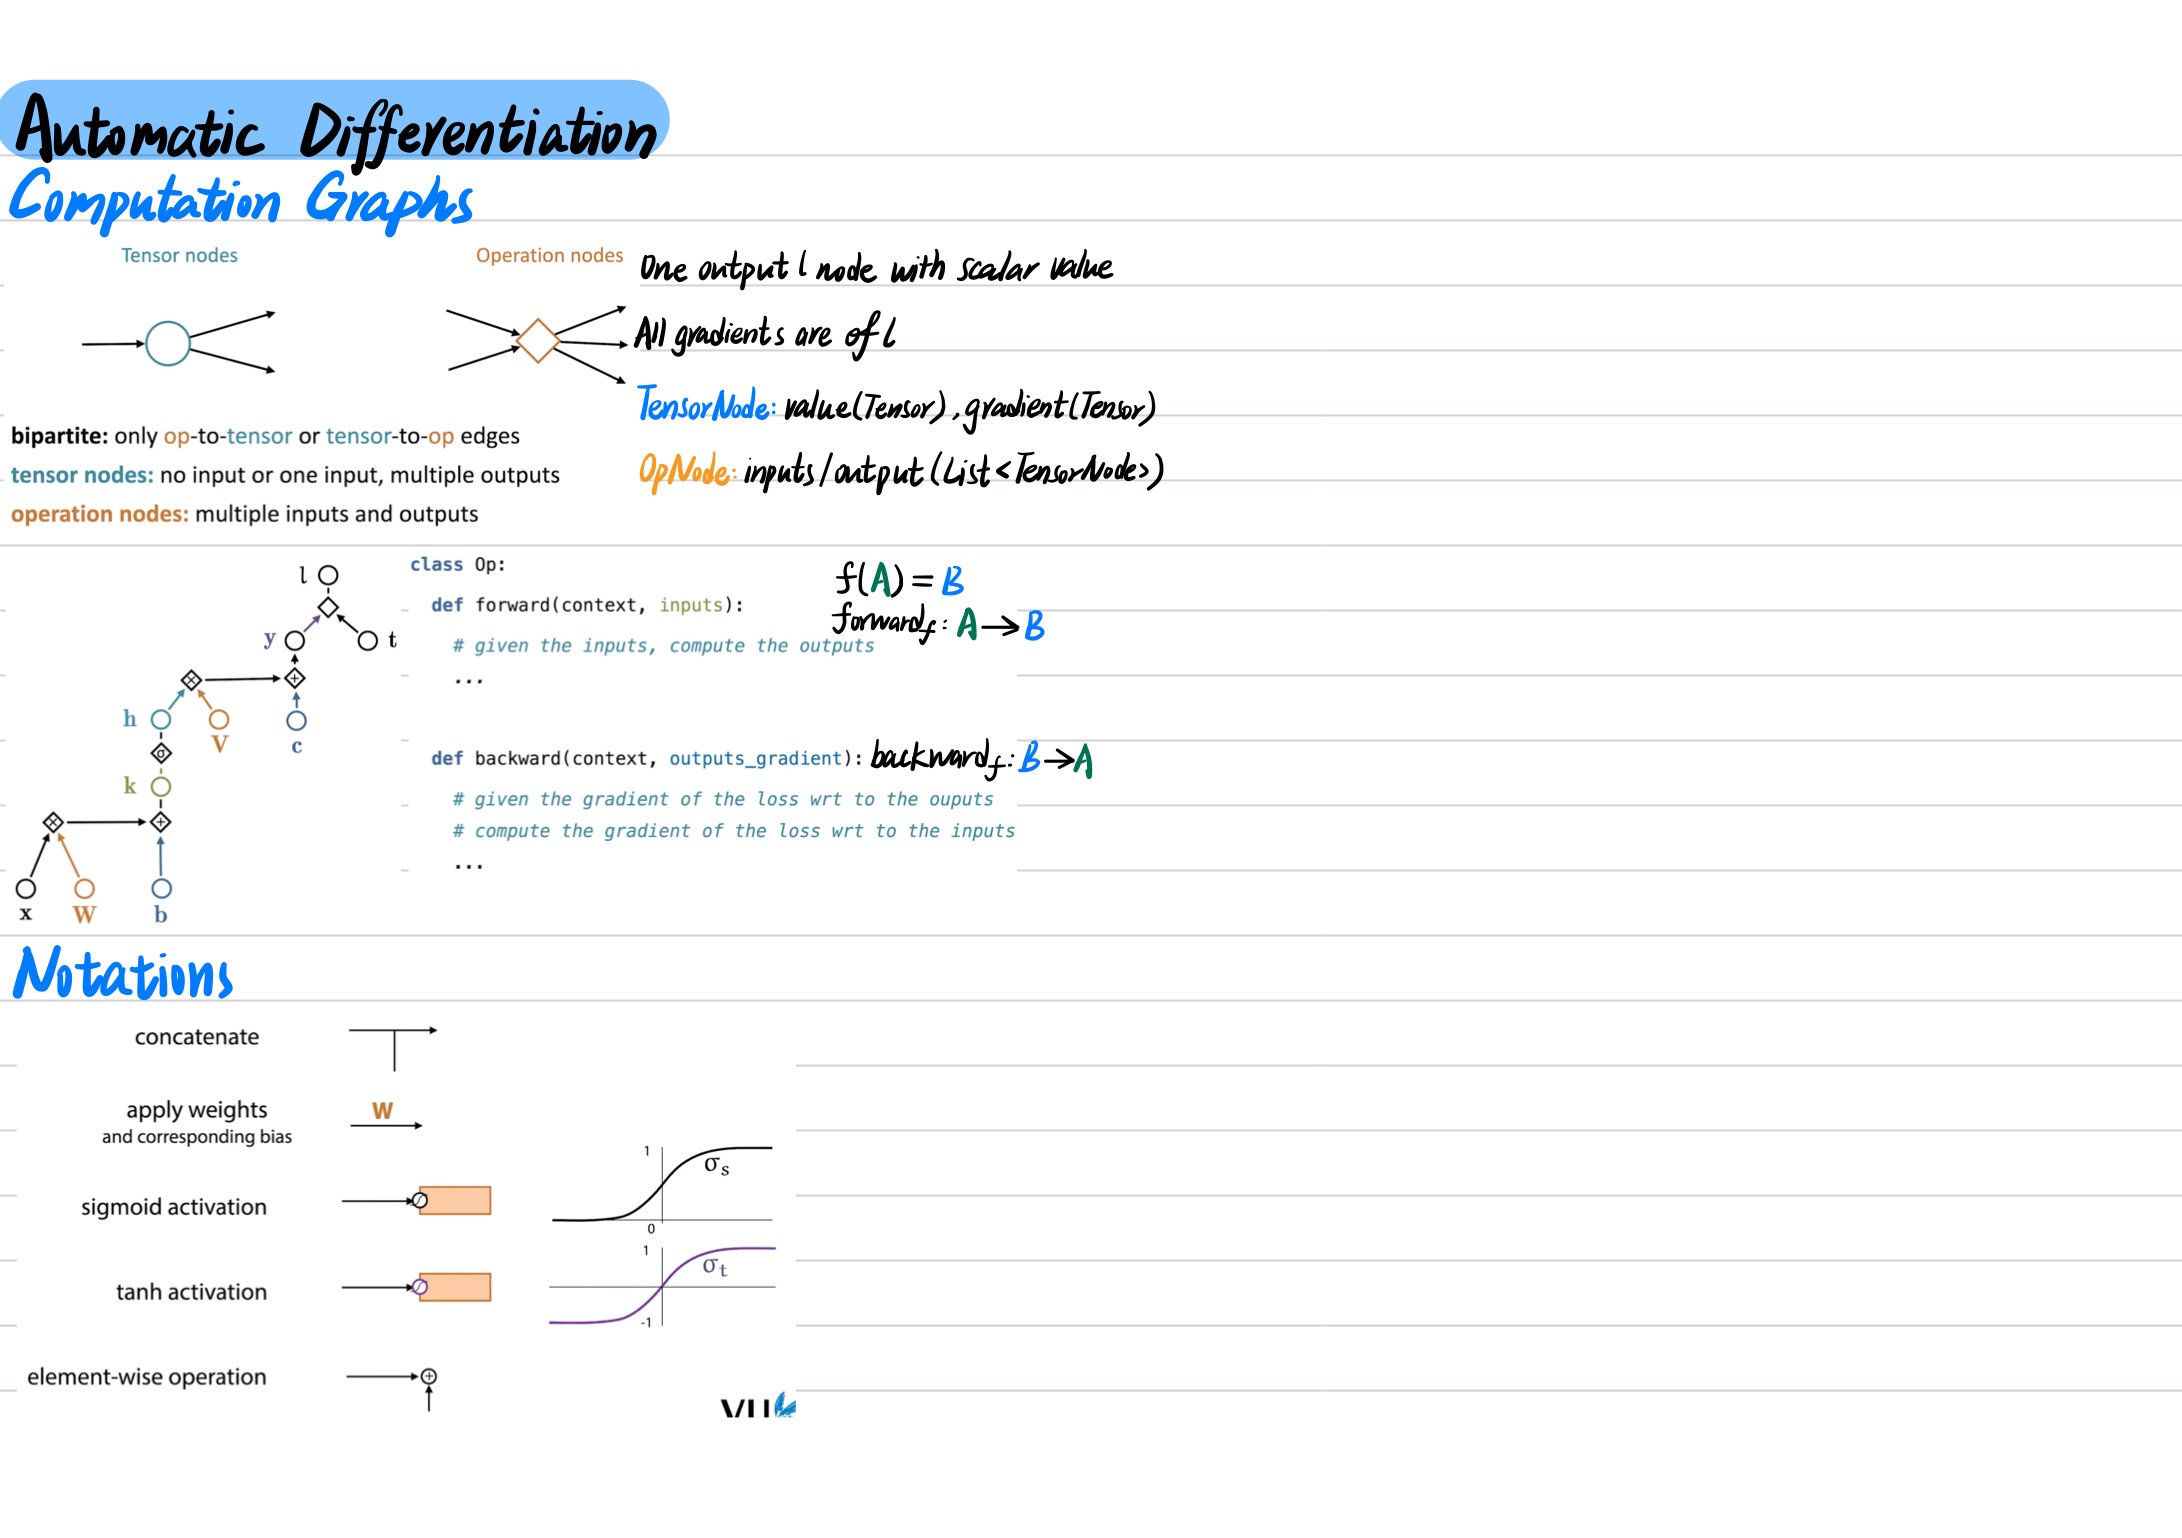 Automatic Differentiation
Computation Graphs
Tensor nodes
Operation nodes
One output l node with scalar value
All gradients are of l
TensorNode: value(Tensor), gradient(Tensor)
bipartite: only op-to-tensor or tensor-to-op edges
tensor nodes: no input or one input, multiple outputs
OpNode: inputs/output(List<TensorNode>)
operation nodes: multiple inputs and outputs
l
y
t
h
V
c
σ
k
x
W
b
class Op:
def forward(context, inputs):
# given the inputs, compute the outputs
...
f(A) = B
forward_f: A → B
def backward(context, outputs_gradient):
backward_f: B → A
# given the gradient of the loss wrt to the ouputs
# compute the gradient of the loss wrt to the inputs
...
Notations
concatenate
apply weights
and corresponding bias
W
sigmoid activation
1
σs
0
tanh activation
1
σt
-1
element-wise operation
+